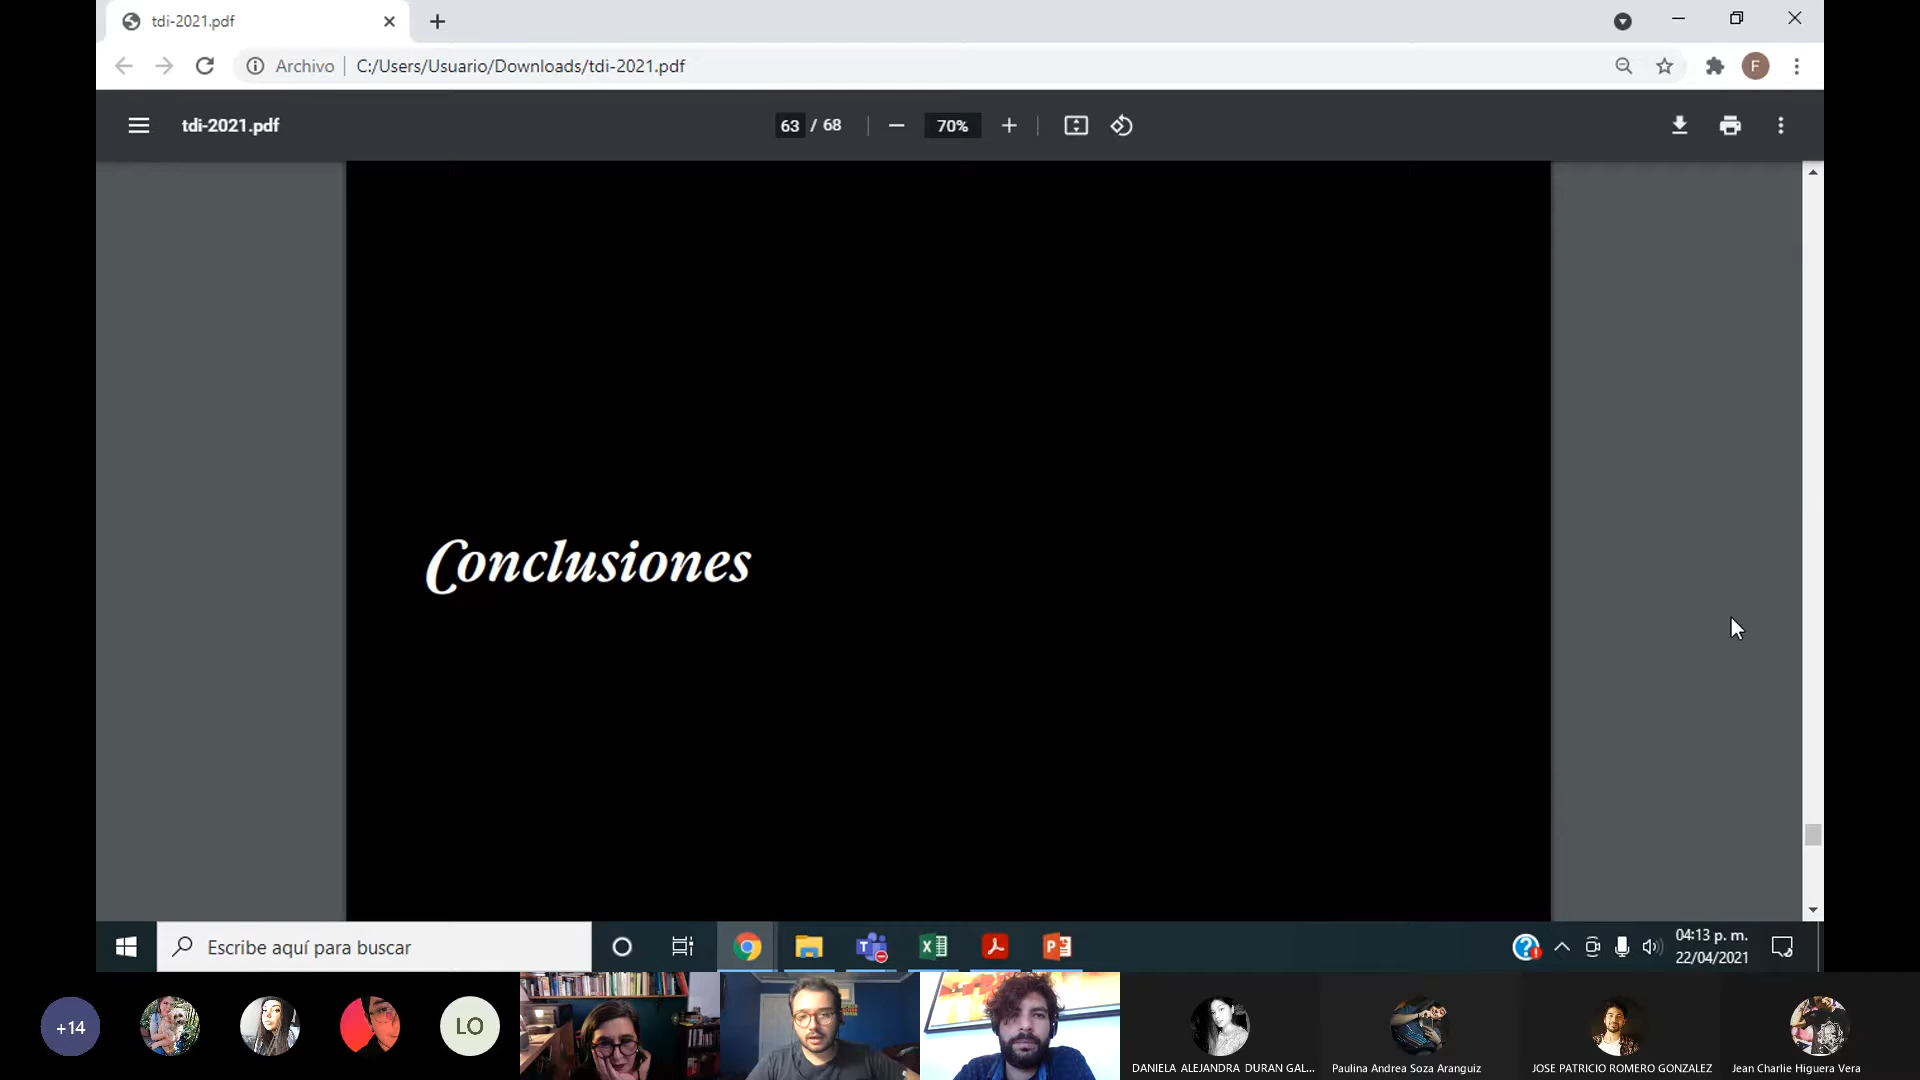 tdi-2021.pdf
Archivo
C:/Users/Usuario/Downloads/tdi-2021.pdf
F
tdi-2021.pdf
63 / 68
70%
Conclusiones
Escribe aquí para buscar
04:13 p. m.
22/04/2021
+14
LO
DANIELA ALEJANDRA DURAN GAL...
Paulina Andrea Soza Aranguiz
JOSE PATRICIO ROMERO GONZALEZ
Jean Charlie Higuera Vera